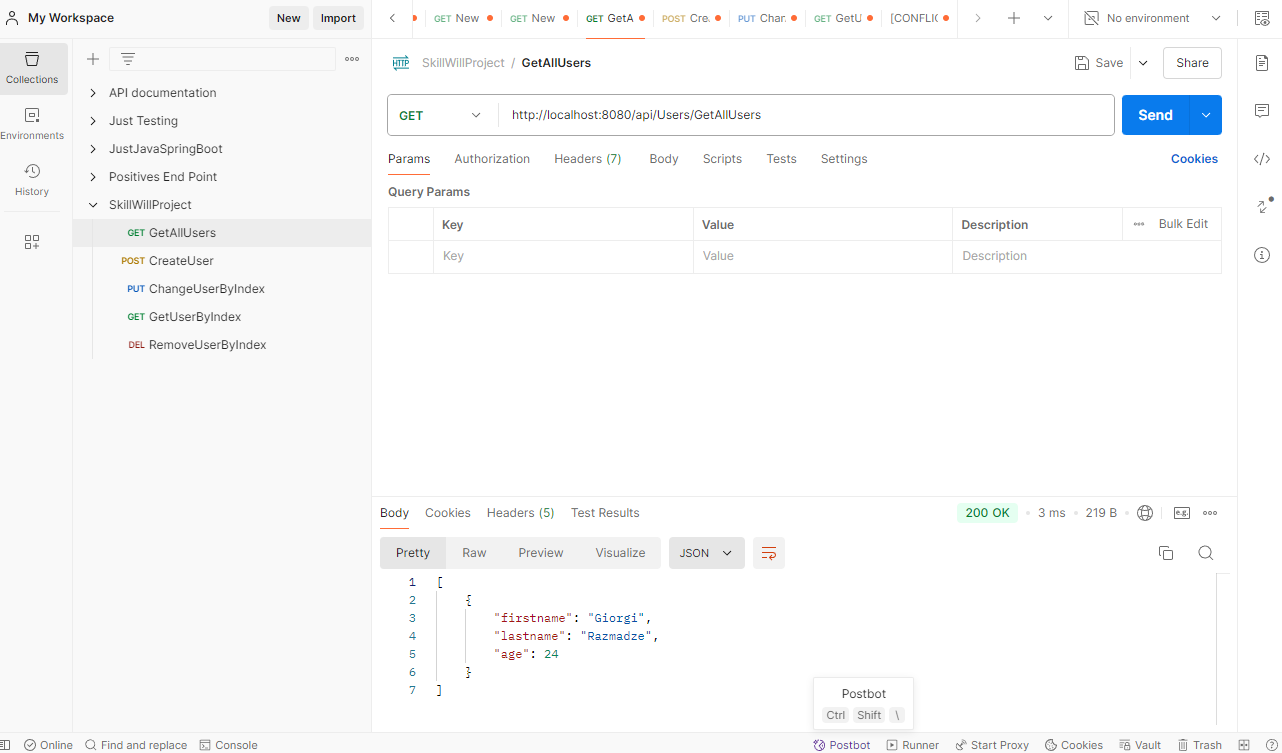 My Workspace
New
Import
GET New
GET New
GET GetA
POST Cre.
PUT Char.
GET GetU
[CONFLIC
No environment
Collections
Environments
History
API documentation
Just Testing
JustJavaSpringBoot
Positives End Point
SkillWillProject
GET GetAllUsers
POST CreateUser
PUT ChangeUserByIndex
GET GetUserByIndex
DEL RemoveUserByIndex
HTTP SkillWillProject / GetAllUsers
Save
Share
GET
http://localhost:8080/api/Users/GetAllUsers
Send
Params Authorization Headers (7) Body Scripts Tests Settings
Cookies
Query Params
Key Value Description Bulk Edit
Key Value Description
Body Cookies Headers (5) Test Results
200 OK 3 ms 219 B e.g.
Pretty Raw Preview Visualize JSON
1 [
2 {
3 "firstname": "Giorgi",
4 "lastname": "Razmadze",
5 "age": 24
6 }
7 ]
Postbot
Ctrl Shift \
Online Find and replace Console Postbot Runner Start Proxy Cookies Vault Trash